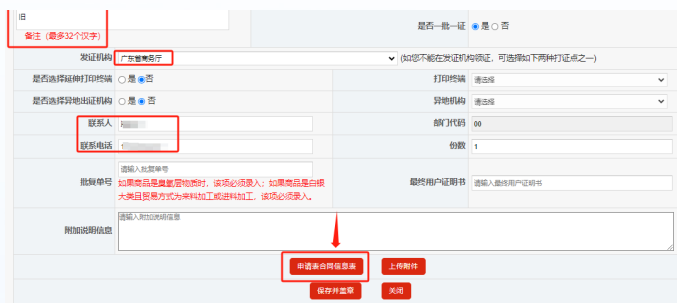 旧
备注（最多32个汉字）
是否一批一证 是 否
发证机构 广东省商务厅 (如您不能在发证机构领证，可选择如下两种打证点之一)
是否选择延伸打印终端 是 否 打印终端 请选择
是否选择异地出证机构 是 否 异地机构 请选择
联系人 部门代码 00
联系电话 份数 1
请输入批复单号
批复单号 如果商品是臭氧层物质时，该项必须录入；如果商品是白银 最终用户证明书 请输入最终用户证明书
大类目贸易方式为来料加工或进料加工，该项必须录入。
请输入附加说明信息
附加说明信息
申请表合同信息表 上传附件
保存并盖章 关闭